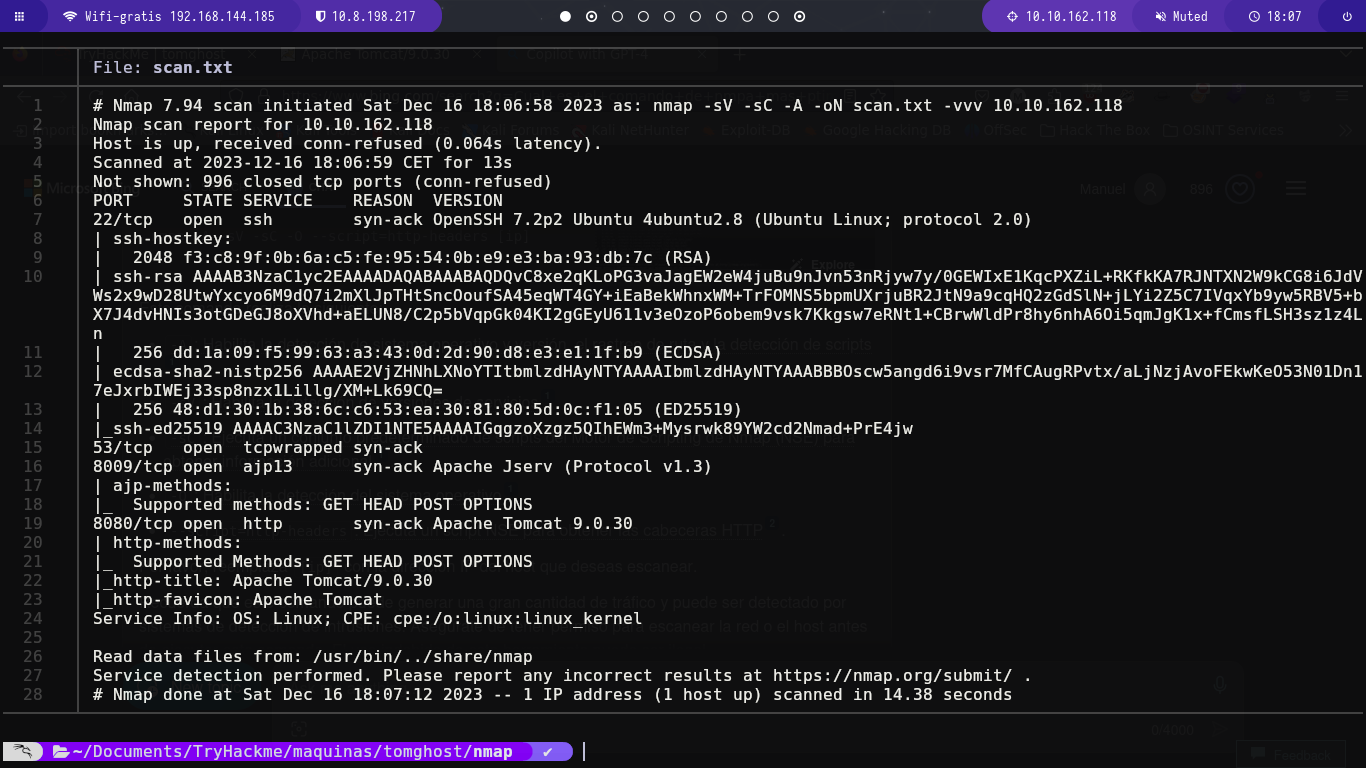 Wifi-gratis 192.168.144.185 10.8.198.217 10.10.162.118 Muted 18:07
File: scan.txt
1 # Nmap 7.94 scan initiated Sat Dec 16 18:06:58 2023 as: nmap -sV -sC -A -oN scan.txt -vvv 10.10.162.118
2 Nmap scan report for 10.10.162.118
3 Host is up, received conn-refused (0.064s latency).
4 Scanned at 2023-12-16 18:06:59 CET for 13s
5 Not shown: 996 closed tcp ports (conn-refused)
6 PORT STATE SERVICE REASON VERSION
7 22/tcp open ssh syn-ack OpenSSH 7.2p2 Ubuntu 4ubuntu2.8 (Ubuntu Linux; protocol 2.0)
8 | ssh-hostkey:
9 | 2048 f3:c8:9f:0b:6a:c5:fe:95:54:0b:e9:e3:ba:93:db:7c (RSA)
10 | ssh-rsa AAAAB3NzaC1yc2EAAAADAQABAAABAQDQvC8xe2qKLoPG3vaJagEW2eW4juBu9nJvn53nRjyw7y/0GEWIxE1KqcPXZiL+RKfkKA7RJNTXN2W9kCG8i6JdV
Ws2x9wD28UtwYxcyo6M9dQ7i2mXlJpTHtSncOoufSA45eqWT4GY+iEaBekWhnxWM+TrFOMNS5bpmUXrjuBR2JtN9a9cqHQ2zGdSlN+jLYi2Z5C7IVqxYb9yw5RBV5+b
X7J4dvHNIs3otGDeGJ8oXVhd+aELUN8/C2p5bVqpGk04KI2gGEyU611v3eOzoP6obem9vsk7Kkgsw7eRNt1+CBrwWldPr8hy6nhA6Oi5qmJgK1x+fCmsfLSH3sz1z4L
n
11 | 256 dd:1a:09:f5:99:63:a3:43:0d:2d:90:d8:e3:e1:1f:b9 (ECDSA)
12 | ecdsa-sha2-nistp256 AAAAE2VjZHNhLXNoYTItbmlzdHAyNTYAAAAIbmlzdHAyNTYAAABBBOscw5angd6i9vsr7MfCAugRPvtx/aLjNzjAvoFEkwKeO53N01Dn1
7eJxrbIWEj33sp8nzx1Lillg/XM+Lk69CQ=
13 | 256 48:d1:30:1b:38:6c:c6:53:ea:30:81:80:5d:0c:f1:05 (ED25519)
14 |_ssh-ed25519 AAAAC3NzaC1lZDI1NTE5AAAAIGqgzoXzgz5QIhEWm3+Mysrwk89YW2cd2Nmad+PrE4jw
15 53/tcp open tcpwrapped syn-ack
16 8009/tcp open ajp13 syn-ack Apache Jserv (Protocol v1.3)
17 | ajp-methods:
18 |_ Supported methods: GET HEAD POST OPTIONS
19 8080/tcp open http syn-ack Apache Tomcat 9.0.30
20 | http-methods:
21 |_ Supported Methods: GET HEAD POST OPTIONS
22 |_http-title: Apache Tomcat/9.0.30
23 |_http-favicon: Apache Tomcat
24 Service Info: OS: Linux; CPE: cpe:/o:linux:linux_kernel
25
26 Read data files from: /usr/bin/../share/nmap
27 Service detection performed. Please report any incorrect results at https://nmap.org/submit/ .
28 # Nmap done at Sat Dec 16 18:07:12 2023 -- 1 IP address (1 host up) scanned in 14.38 seconds
~/Documents/TryHackme/maquinas/tomghost/nmap ✔